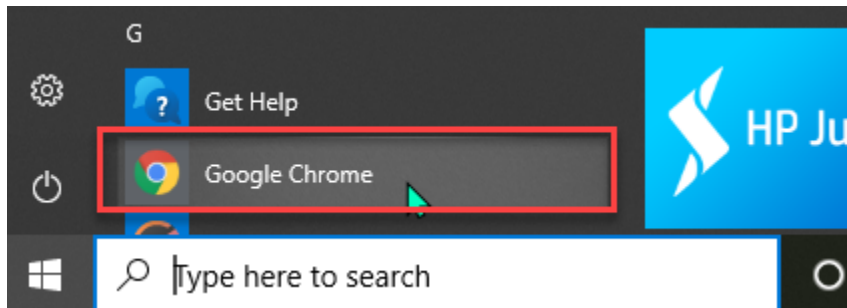 G
Get Help
HP Ju
Google Chrome
Type here to search